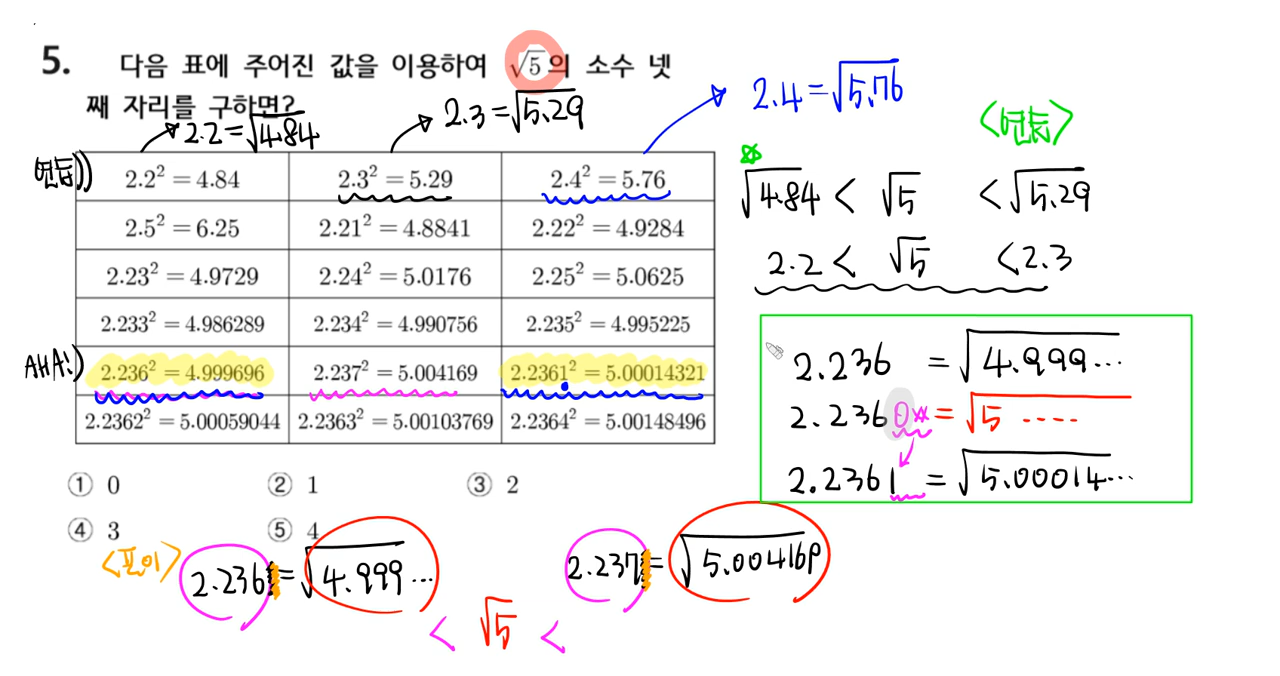 5. 다음 표에 주어진 값을 이용하여 √5의 소수 넷
째 자리를 구하면?
2.2=√4.84
2.3=√5.29
2.4=√5.76
<연등>
연등))
2.2² = 4.84 2.3² = 5.29 2.4² = 5.76
2.5² = 6.25 2.21² = 4.8841 2.22² = 4.9284
2.23² = 4.9729 2.24² = 5.0176 2.25² = 5.0625
2.233² = 4.986289 2.234² = 4.990756 2.235² = 4.995225
AHA!)
2.236² = 4.999696 2.237² = 5.004169 2.2361² = 5.00014321
2.2362² = 5.00059044 2.2363² = 5.00103769 2.2364² = 5.00148496
√4.84 < √5 < √5.29
2.2 < √5 < 2.3
2.236 = √4.999...
2.2360** = √5 ....
2.2361 = √5.00014...
① 0 ② 1 ③ 2
④ 3 ⑤ 4
<풀이>
2.236 = √4.999...
2.237 = √5.004169
< √5 <